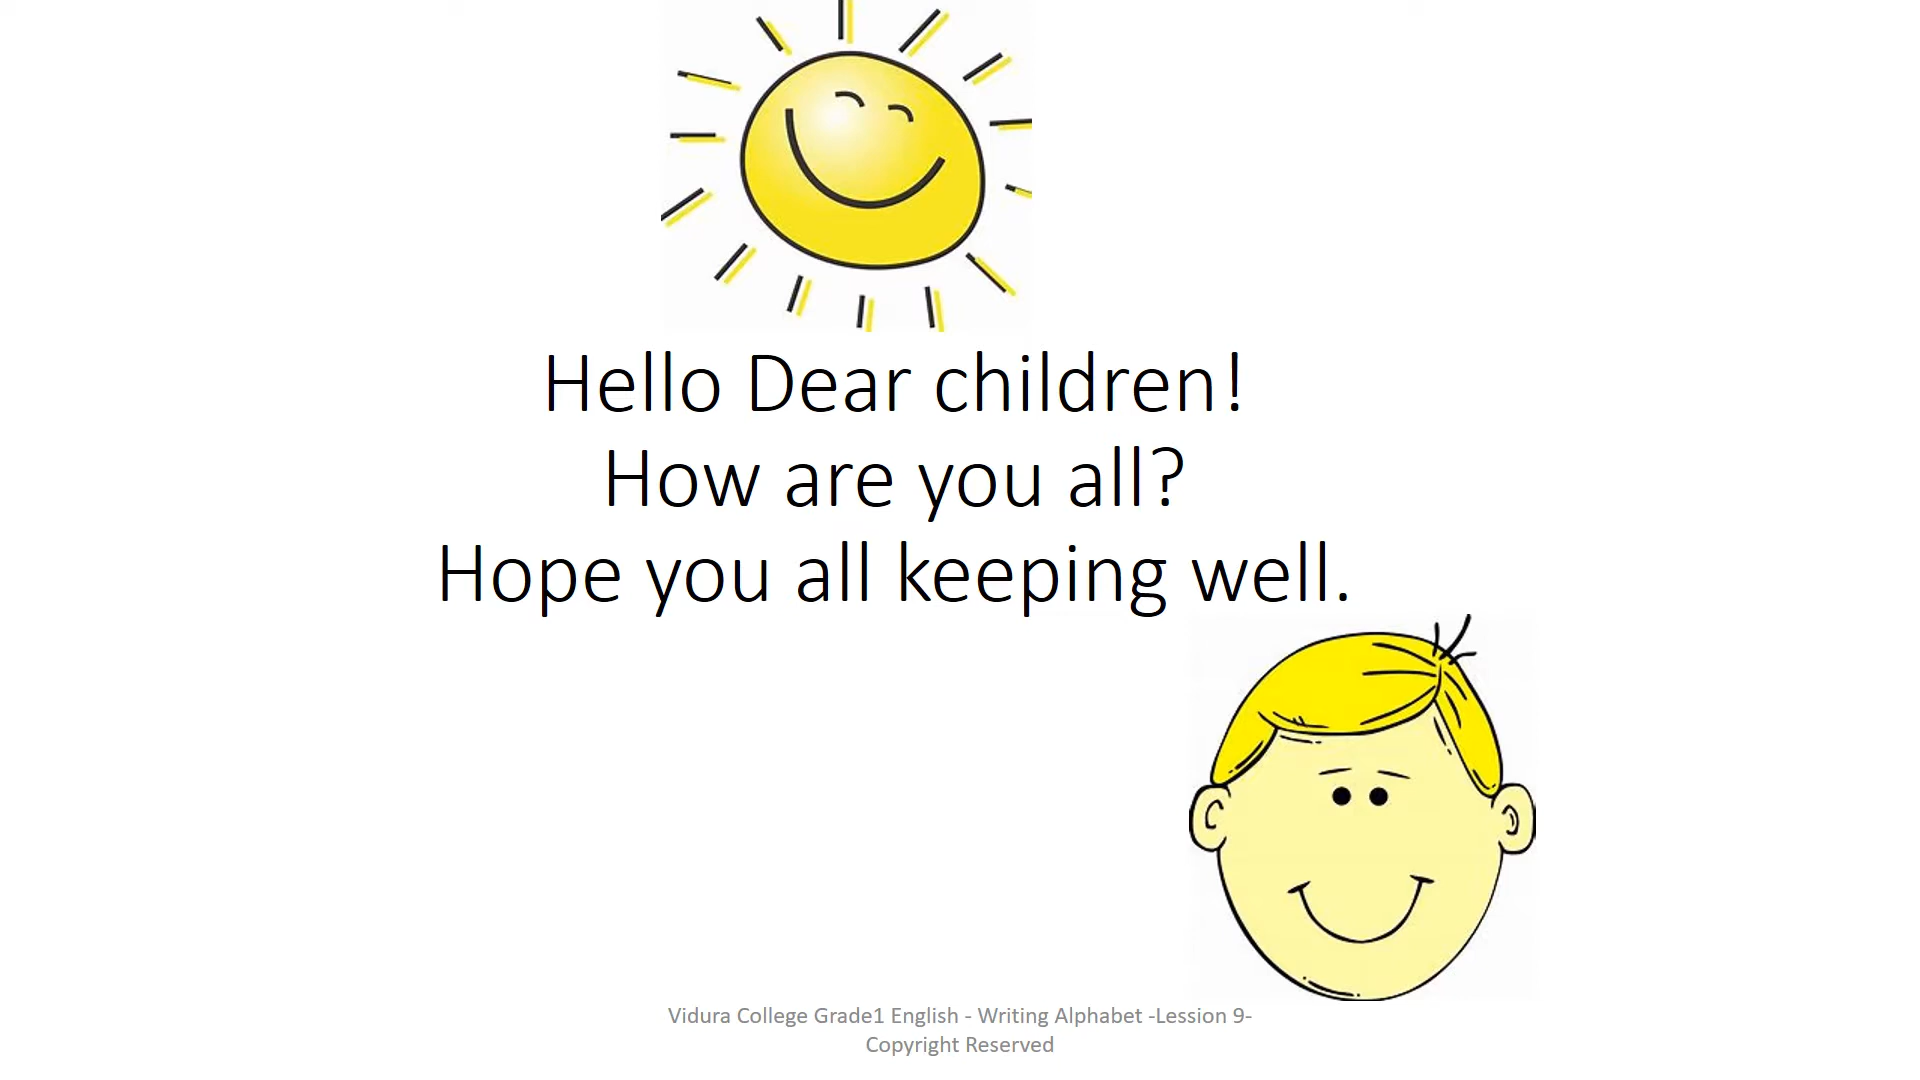 Hello Dear children!
How are you all?
Hope you all keeping well.
Vidura College Grade1 English - Writing Alphabet -Lession 9-
Copyright Reserved